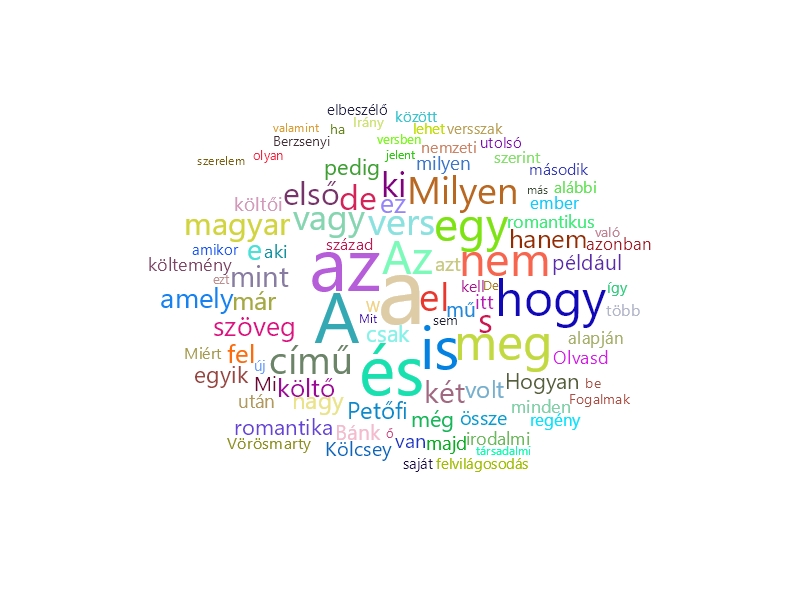 elbeszélő
között
Irány
valamint
ha
lehet
versszak
Berzsenyi
versben
nemzeti
utolsó
szerelem
olyan
jelent
szerint
pedig
milyen
második
költői
első
de
ki
Milyen
más
alábbi
ez
ember
magyar
vagy
vers
egy
romantikus
amikor
e
aki
század
Az
hanem
való
azonban
költemény
az
azt
nem
például
ezt
mint
a
kell
De
így
amely
már
A
el
itt
hogy
több
w
mű
szöveg
Mit
csak
sem
s
Miért
fel
című
is
meg
alapján
új
Olvasd
egyik
Mi
költő
és
két
volt
Hogyan
be
után
nagy
Petőfi
minden
Fogalmak
még
össze
regény
romantika
Bánk
ő
Vörösmarty
Kölcsey
van
majd
irodalmi
társadalmi
saját
felvilágosodás